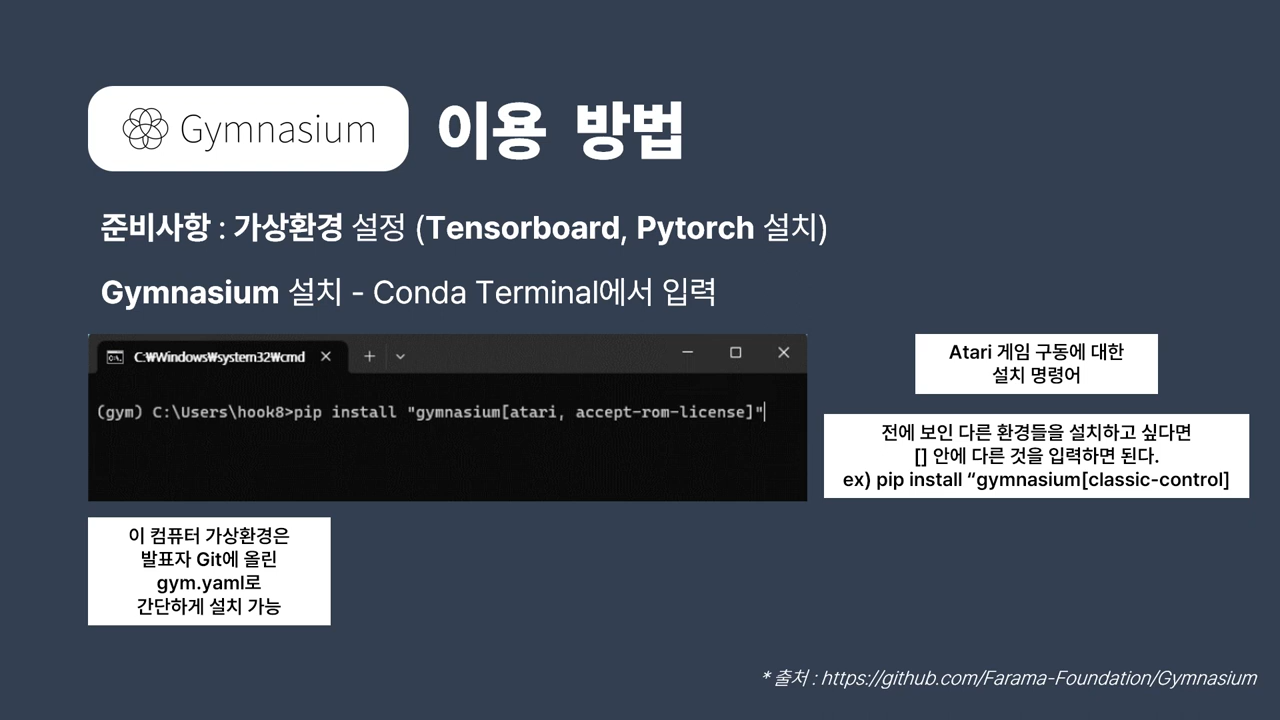 Gymnasium 이용 방법
준비사항 : 가상환경 설정 (Tensorboard, Pytorch 설치)
Gymnasium 설치 - Conda Terminal에서 입력
C:\Windows\system32\cmd
(gym) C:\Users\hook8>pip install "gymnasium[atari, accept-rom-license]"
Atari 게임 구동에 대한
설치 명령어
전에 보인 다른 환경들을 설치하고 싶다면
[] 안에 다른 것을 입력하면 된다.
ex) pip install “gymnasium[classic-control]
이 컴퓨터 가상환경은
발표자 Git에 올린
gym.yaml로
간단하게 설치 가능
* 출처 : https://github.com/Farama-Foundation/Gymnasium